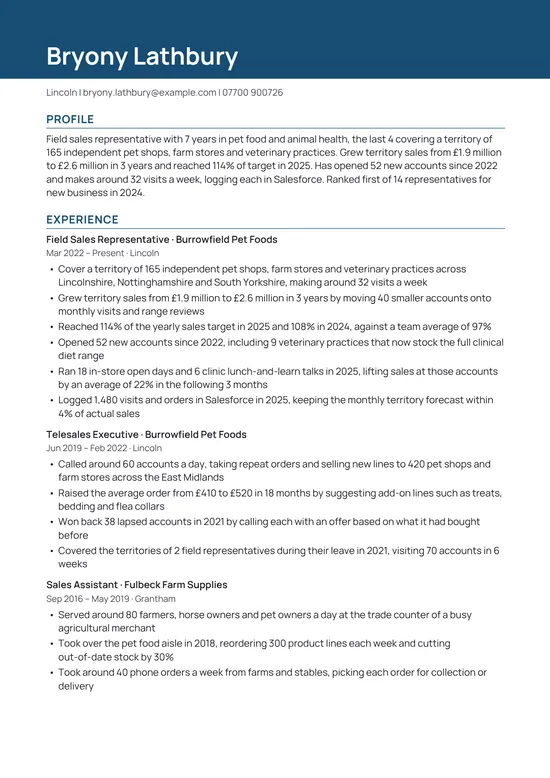 Bryony Lathbury
Lincoln | bryony.lathbury@example.com | 07700 900726
PROFILE
Field sales representative with 7 years in pet food and animal health, the last 4 covering a territory of
165 independent pet shops, farm stores and veterinary practices. Grew territory sales from £1.9 million
to £2.6 million in 3 years and reached 114% of target in 2025. Has opened 52 new accounts since 2022
and makes around 32 visits a week, logging each in Salesforce. Ranked first of 14 representatives for
new business in 2024.
EXPERIENCE
Field Sales Representative · Burrowfield Pet Foods
Mar 2022 – Present · Lincoln
• Cover a territory of 165 independent pet shops, farm stores and veterinary practices across
Lincolnshire, Nottinghamshire and South Yorkshire, making around 32 visits a week
• Grew territory sales from £1.9 million to £2.6 million in 3 years by moving 40 smaller accounts onto
monthly visits and range reviews
• Reached 114% of the yearly sales target in 2025 and 108% in 2024, against a team average of 97%
• Opened 52 new accounts since 2022, including 9 veterinary practices that now stock the full clinical
diet range
• Ran 18 in-store open days and 6 clinic lunch-and-learn talks in 2025, lifting sales at those accounts
by an average of 22% in the following 3 months
• Logged 1,480 visits and orders in Salesforce in 2025, keeping the monthly territory forecast within
4% of actual sales
Telesales Executive · Burrowfield Pet Foods
Jun 2019 – Feb 2022 · Lincoln
• Called around 60 accounts a day, taking repeat orders and selling new lines to 420 pet shops and
farm stores across the East Midlands
• Raised the average order from £410 to £520 in 18 months by suggesting add-on lines such as treats,
bedding and flea collars
• Won back 38 lapsed accounts in 2021 by calling each with an offer based on what it had bought
before
• Covered the territories of 2 field representatives during their leave in 2021, visiting 70 accounts in 6
weeks
Sales Assistant · Fulbeck Farm Supplies
Sep 2016 – May 2019 · Grantham
• Served around 80 farmers, horse owners and pet owners a day at the trade counter of a busy
agricultural merchant
• Took over the pet food aisle in 2018, reordering 300 product lines each week and cutting
out-of-date stock by 30%
• Took around 40 phone orders a week from farms and stables, picking each order for collection or
delivery